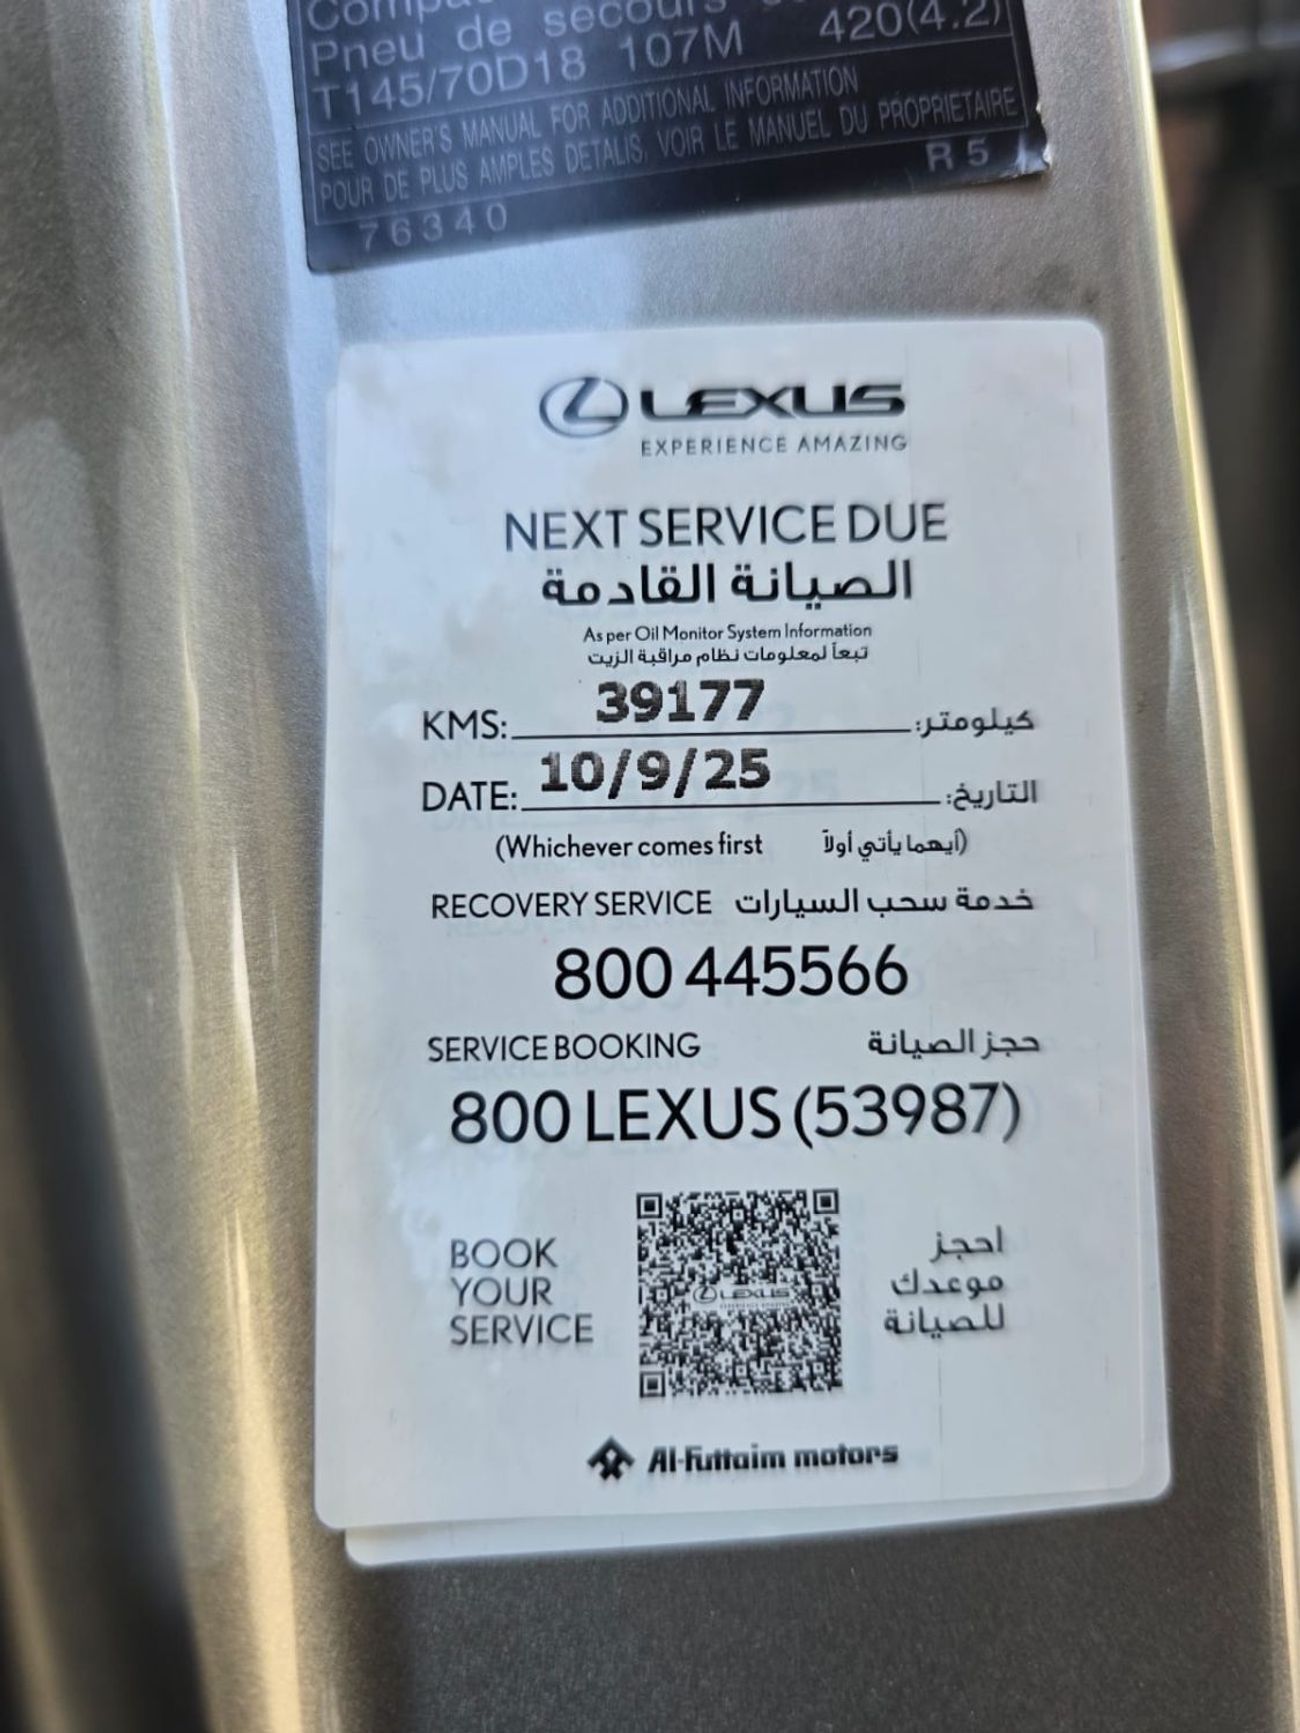 Pneu de secours
T145/70D18 107M 420(4.2)
SEE OWNER'S MANUAL FOR ADDITIONAL INFORMATION
POUR DE PLUS AMPLES DETALIS, VOIR LE MANUEL DU PROPRIETAIRE
76340 R5
LEXUS
EXPERIENCE AMAZING
NEXT SERVICE DUE
الصيانة القادمة
As per Oil Monitor System Information
تبعاً لمعلومات نظام مراقبة الزيت
KMS: 39177 كيلومتر:
DATE: 10/9/25 التاريخ:
(Whichever comes first أيهما يأتي أولاً)
RECOVERY SERVICE خدمة سحب السيارات
800 445566
SERVICE BOOKING حجز الصيانة
800 LEXUS (53987)
BOOK احجز
YOUR موعدك
SERVICE للصيانة
LEXUS
Al-Futtaim motors